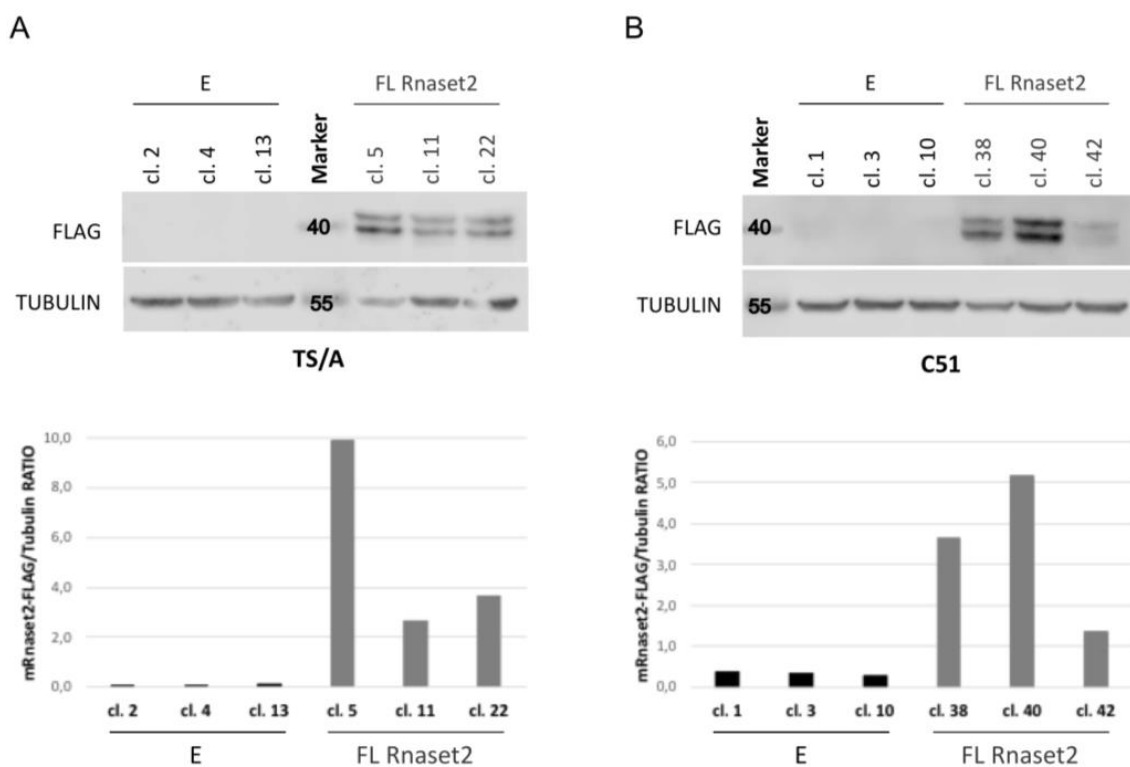 A
B
E
FL Rnaset2
cl. 2
cl. 4
cl. 13
Marker
cl. 5
cl. 11
cl. 22
FLAG
40
TUBULIN
55
TS/A
E
FL Rnaset2
Marker
cl. 1
cl. 3
cl. 10
cl. 38
cl. 40
cl. 42
FLAG
40
TUBULIN
55
C51
mRnaset2-FLAG/Tubulin RATIO
10,0
8,0
6,0
4,0
2,0
0,0
cl. 2 cl. 4 cl. 13 cl. 5 cl. 11 cl. 22
E FL Rnaset2
mRnaset2-FLAG/Tubulin RATIO
6,0
5,0
4,0
3,0
2,0
1,0
0,0
cl. 1 cl. 3 cl. 10 cl. 38 cl. 40 cl. 42
E FL Rnaset2